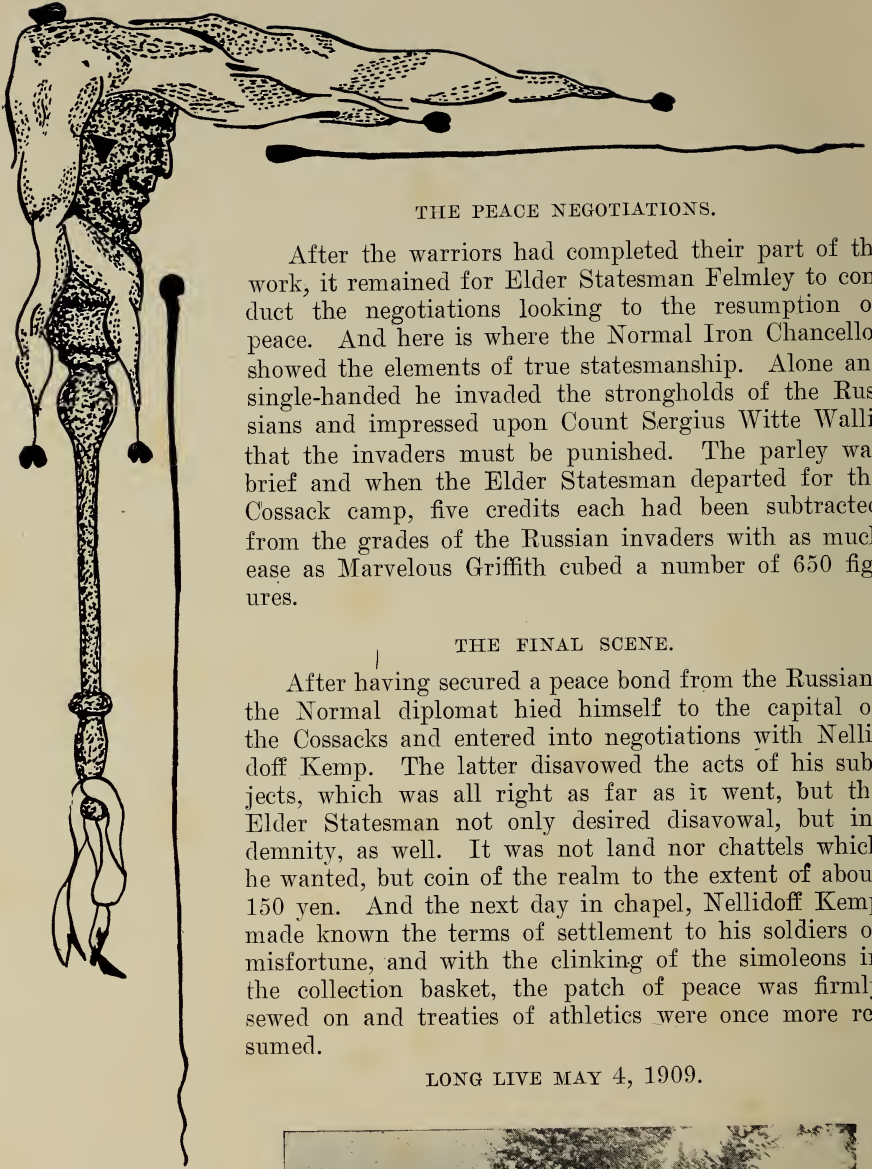 THE PEACE NEGOTIATIONS.
After the warriors had completed their part of th
work, it remained for Elder Statesman Felmley to con
duct the negotiations looking to the resumption o
peace. And here is where the Normal Iron Chancello
showed the elements of true statesmanship. Alone an
single-handed he invaded the strongholds of the Rus
sians and impressed upon Count Sergius Witte Walli
that the invaders must be punished. The parley wa
brief and when the Elder Statesman departed for th
Cossack camp, five credits each had been subtracted
from the grades of the Russian invaders with as much
ease as Marvelous Griffith cubed a number of 650 fig
ures.
THE FINAL SCENE.
After having secured a peace bond from the Russian
the Normal diplomat hied himself to the capital o
the Cossacks and entered into negotiations with Nelli
doff Kemp. The latter disavowed the acts of his sub
jects, which was all right as far as it went, but th
Elder Statesman not only desired disavowal, but in
demnity, as well. It was not land nor chattels which
he wanted, but coin of the realm to the extent of abou
150 yen. And the next day in chapel, Nellidoff Kemp
made known the terms of settlement to his soldiers o
misfortune, and with the clinking of the simoleons in
the collection basket, the patch of peace was firmly
sewed on and treaties of athletics were once more re
sumed.
LONG LIVE MAY 4, 1909.